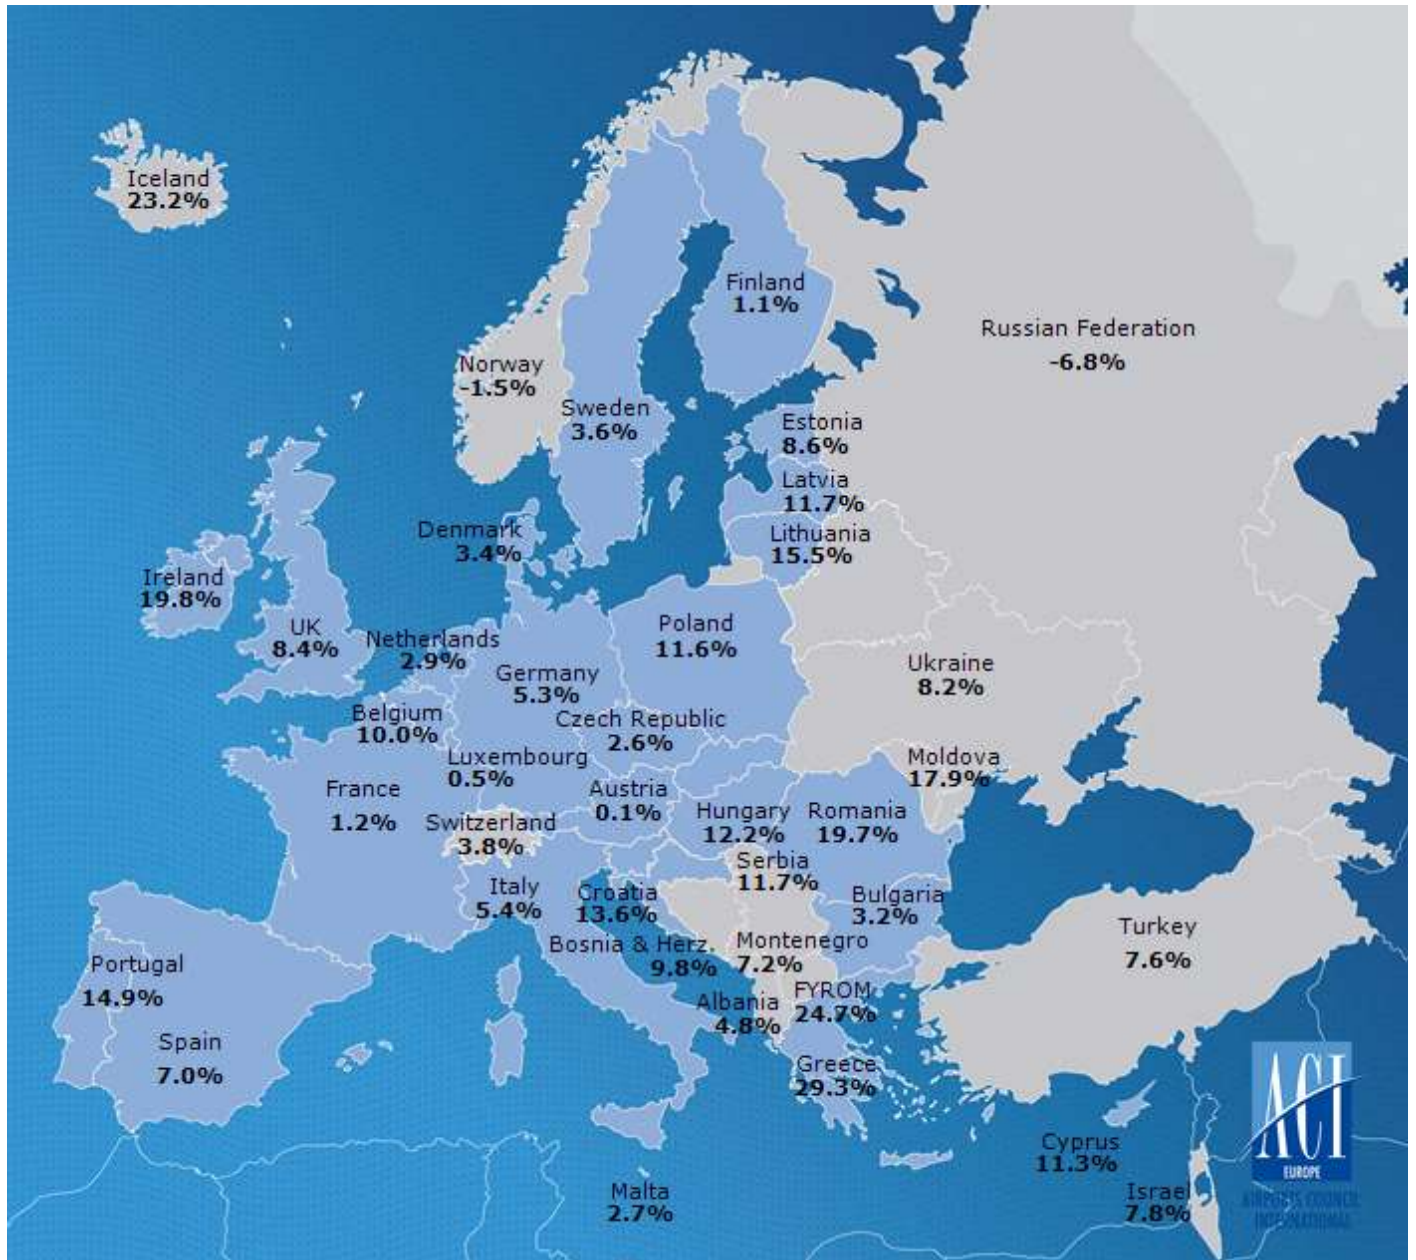 Iceland
23.2%
Finland
1.1%
Russian Federation
-6.8%
Norway
-1.5%
Sweden
3.6%
Estonia
8.6%
Latvia
11.7%
Denmark
3.4%
Lithuania
15.5%
Ireland
19.8%
UK
8.4%
Netherlands
2.9%
Poland
11.6%
Germany
5.3%
Ukraine
8.2%
Belgium
10.0%
Czech Republic
2.6%
Luxembourg
0.5%
Moldova
17.9%
France
1.2%
Austria
0.1%
Switzerland
3.8%
Hungary
12.2%
Romania
19.7%
Serbia
11.7%
Italy
5.4%
Croatia
13.6%
Bulgaria
3.2%
Turkey
7.6%
Bosnia & Herz.
9.8%
Montenegro
7.2%
Portugal
14.9%
Albania
4.8%
FYROM
24.7%
Spain
7.0%
Greece
29.3%
Cyprus
11.3%
Malta
2.7%
Israel
7.8%
ACI
EUROPE
AIRPORTS COUNCIL
INTERNATIONAL